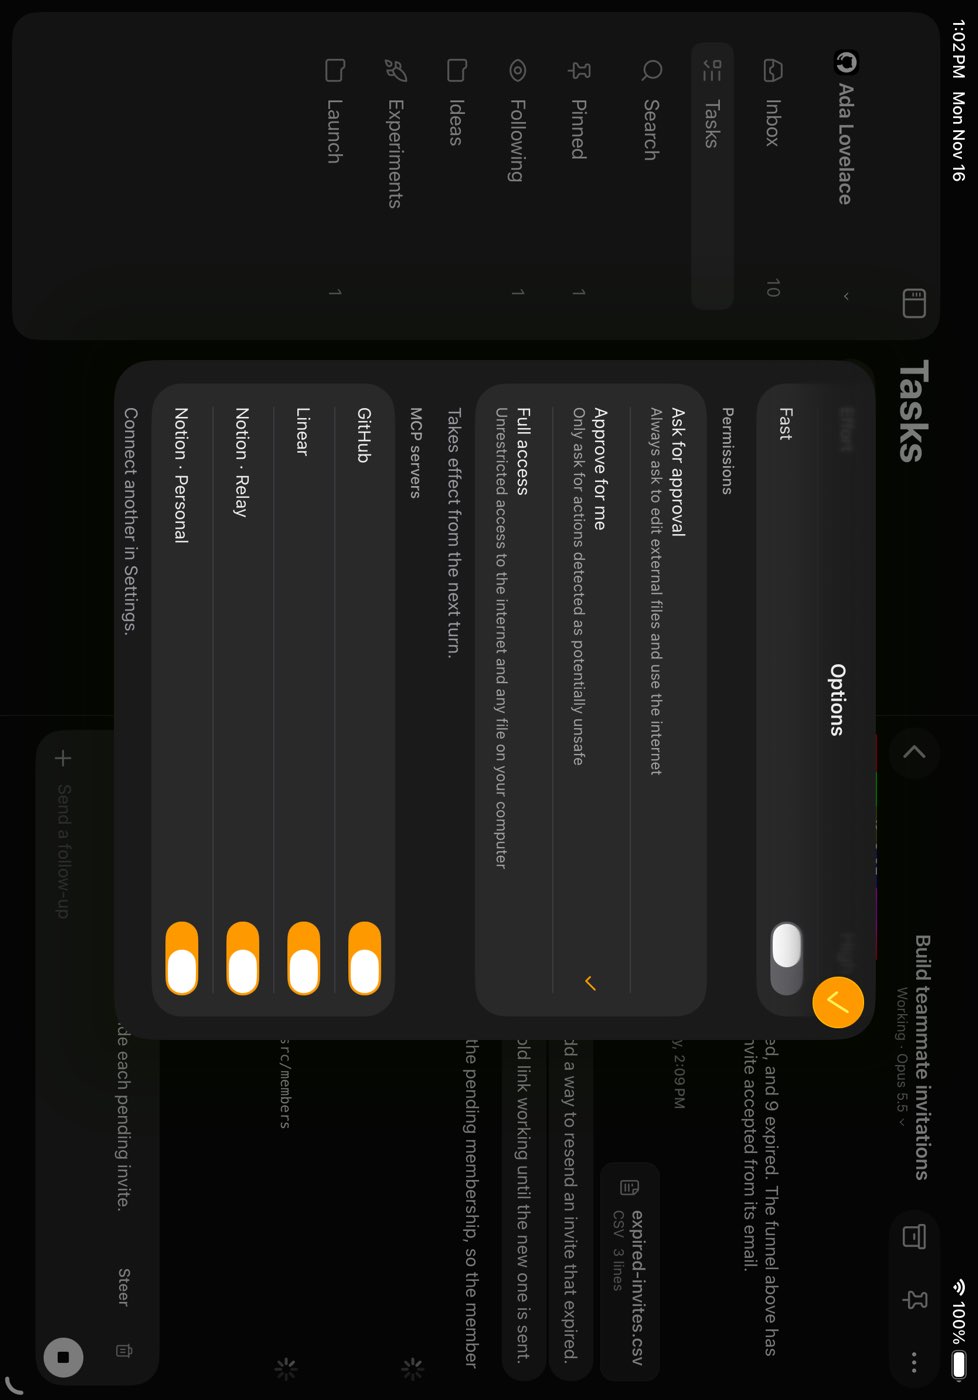 1:02 PM Mon Nov 16
100%
Ada Lovelace
Inbox 10
Tasks
Search
Pinned 1
Following 1
Ideas
Experiments
Launch 1
Tasks
Build teammate invitations
Working · Opus 5.5
Effort High
Options
Fast
Permissions
Ask for approval
Always ask to edit external files and use the internet
Approve for me
Only ask for actions detected as potentially unsafe
Full access
Unrestricted access to the internet and any file on your computer
Takes effect from the next turn.
MCP servers
GitHub
Linear
Notion · Relay
Notion · Personal
Connect another in Settings.
and 9 expired. The funnel above has
accepted from its email.
2:09 PM
expired-invites.csv
CSV 3 lines
a way to resend an invite that expired.
link working until the new one is sent.
the pending membership, so the member
src/members
each pending invite.
Steer
Send a follow-up